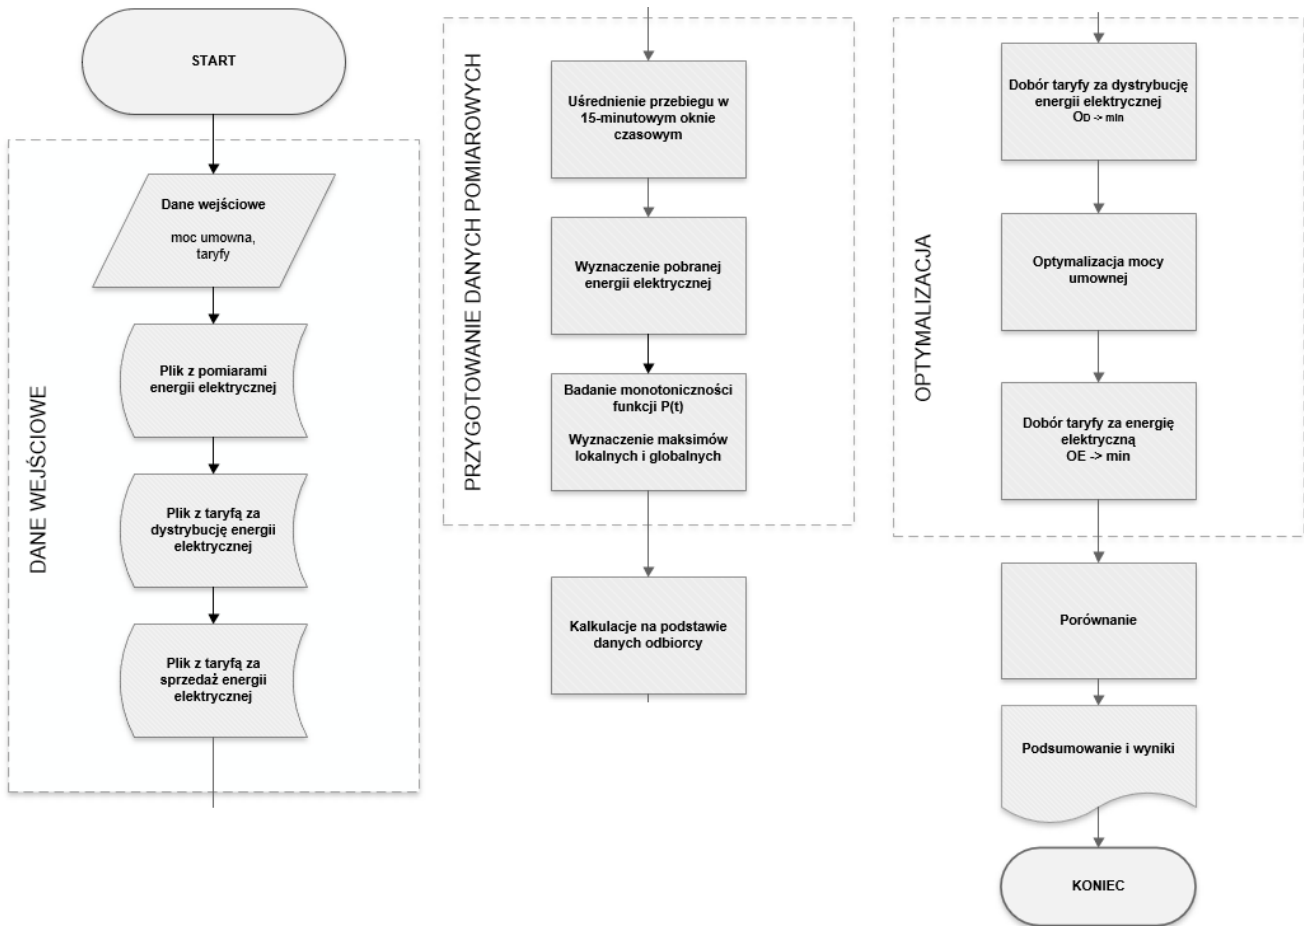 START
DANE WEJŚCIOWE
Dane wejściowe
moc umowna,
taryfy
Plik z pomiarami
energii elektrycznej
Plik z taryfą za
dystrybucję energii
elektrycznej
Plik z taryfą za
sprzedaż energii
elektrycznej
PRZYGOTOWANIE DANYCH POMIAROWYCH
Uśrednienie przebiegu w
15-minutowym oknie
czasowym
Wyznaczenie pobranej
energii elektrycznej
Badanie monotoniczności
funkcji P(t)
Wyznaczenie maksimów
lokalnych i globalnych
Kalkulacje na podstawie
danych odbiorcy
OPTYMALIZACJA
Dobór taryfy za dystrybucję
energii elektrycznej
OD -> min
Optymalizacja mocy
umownej
Dobór taryfy za energię
elektryczną
OE -> min
Porównanie
Podsumowanie i wyniki
KONIEC